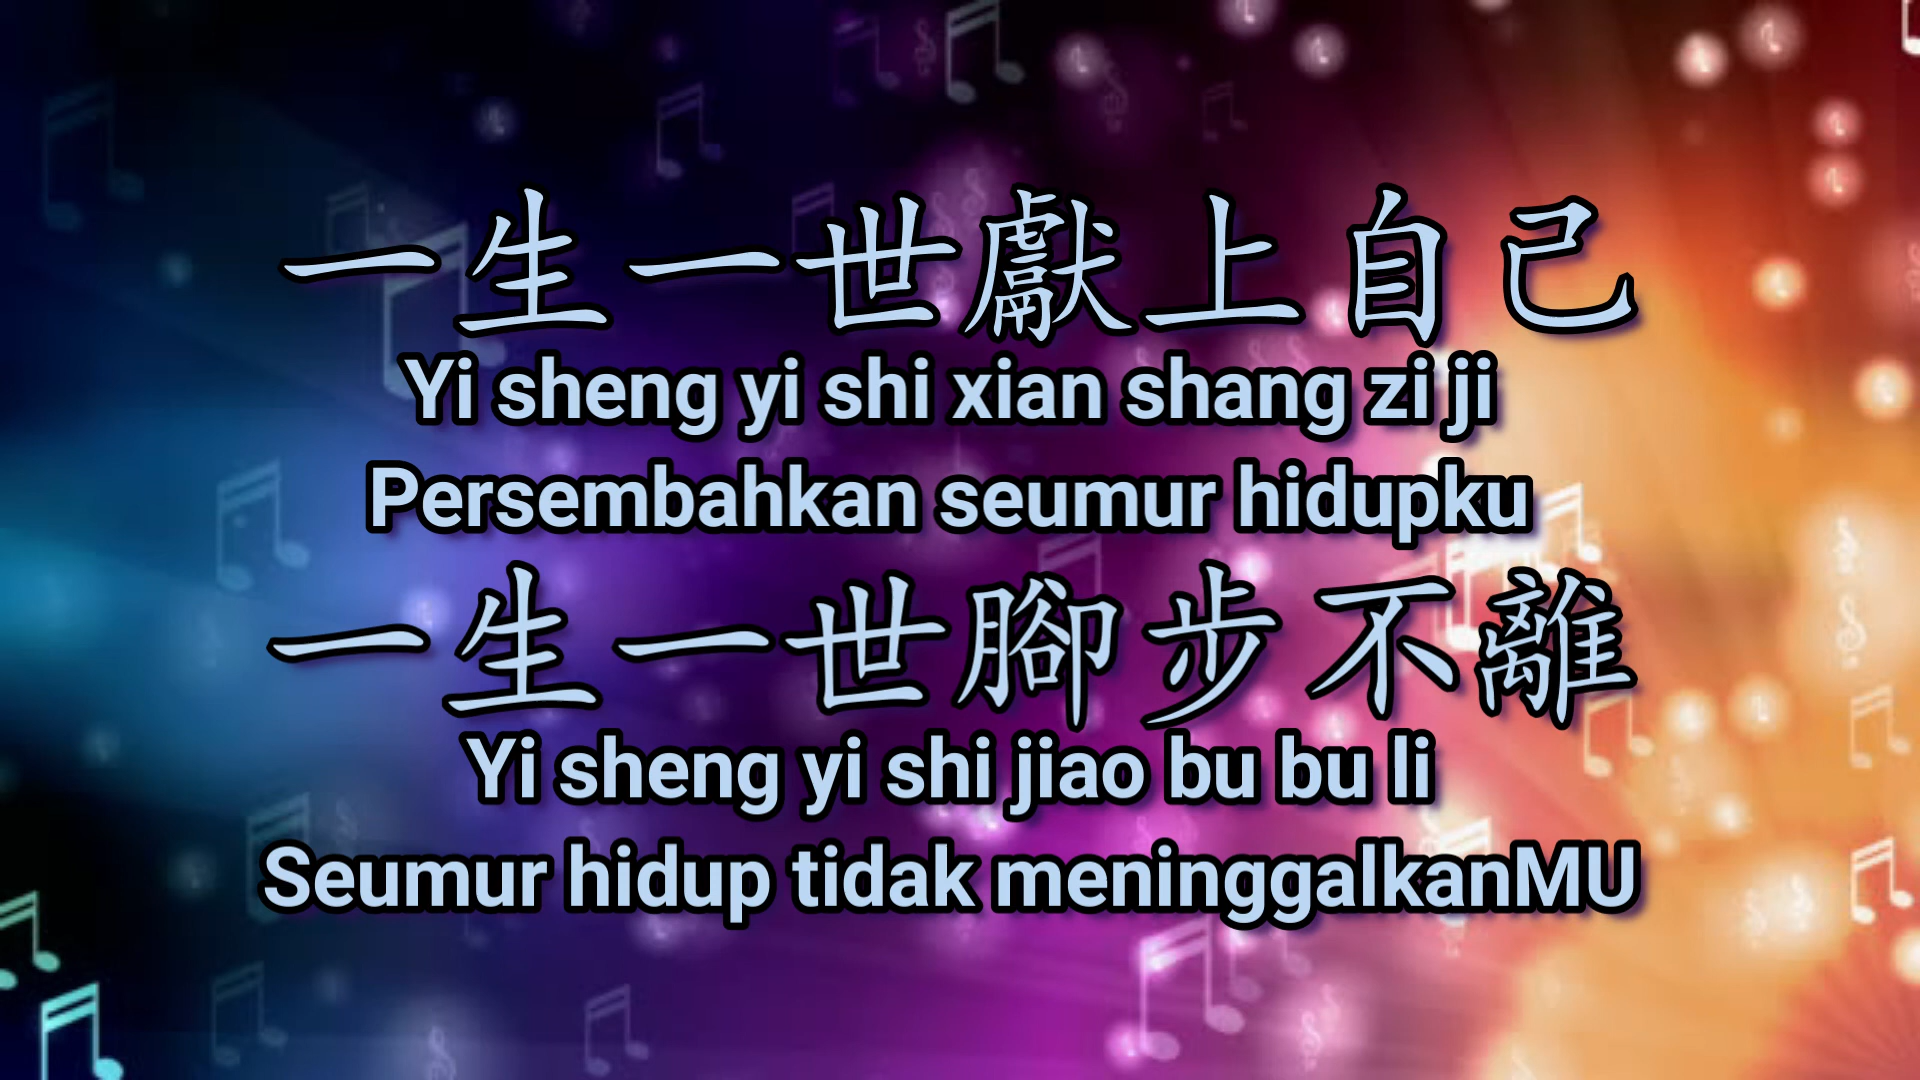 一生一世獻上自己
Yi sheng yi shi xian shang zi ji
Persembahkan seumur hidupku
一生一世腳步不離
Yi sheng yi shi jiao bu bu li
Seumur hidup tidak meninggalkanMU